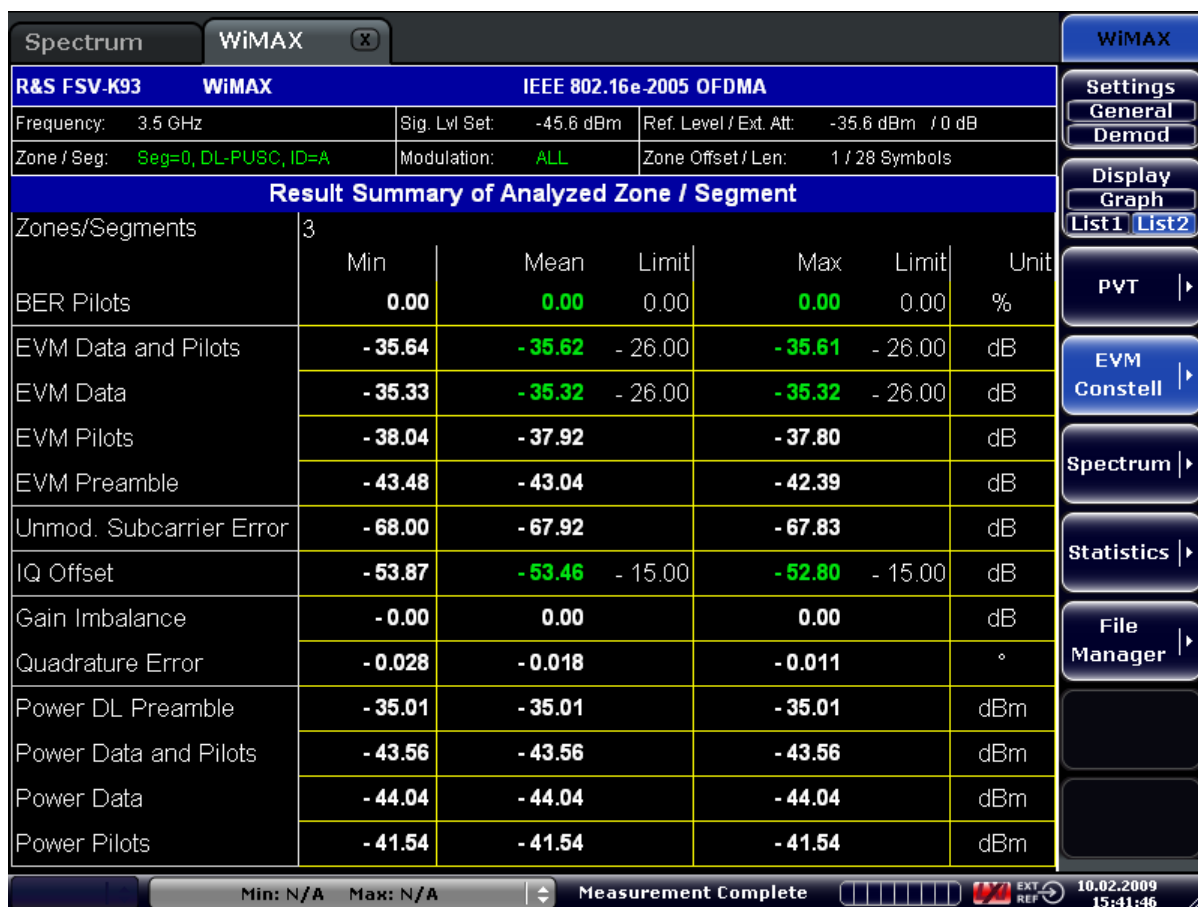 Spectrum WiMAX X WiMAX
R&S FSV-K93 WiMAX IEEE 802.16e-2005 OFDMA
Frequency: 3.5 GHz Sig. Lvl Set: -45.6 dBm Ref. Level / Ext. Att: -35.6 dBm / 0 dB
Zone / Seg: Seg=0, DL-PUSC, ID=A Modulation: ALL Zone Offset / Len: 1 / 28 Symbols
Result Summary of Analyzed Zone / Segment
Zones/Segments 3
Min Mean Limit Max Limit Unit
BER Pilots 0.00 0.00 0.00 0.00 0.00 %
EVM Data and Pilots - 35.64 - 35.62 - 26.00 - 35.61 - 26.00 dB
EVM Data - 35.33 - 35.32 - 26.00 - 35.32 - 26.00 dB
EVM Pilots - 38.04 - 37.92 - 37.80 dB
EVM Preamble - 43.48 - 43.04 - 42.39 dB
Unmod. Subcarrier Error - 68.00 - 67.92 - 67.83 dB
IQ Offset - 53.87 - 53.46 - 15.00 - 52.80 - 15.00 dB
Gain Imbalance - 0.00 0.00 0.00 dB
Quadrature Error - 0.028 - 0.018 - 0.011 °
Power DL Preamble - 35.01 - 35.01 - 35.01 dBm
Power Data and Pilots - 43.56 - 43.56 - 43.56 dBm
Power Data - 44.04 - 44.04 - 44.04 dBm
Power Pilots - 41.54 - 41.54 - 41.54 dBm
Settings
General
Demod
Display
Graph
List1 List2
PVT
EVM
Constell
Spectrum
Statistics
File
Manager
Min: N/A Max: N/A Measurement Complete EXT REF 10.02.2009
15:41:46